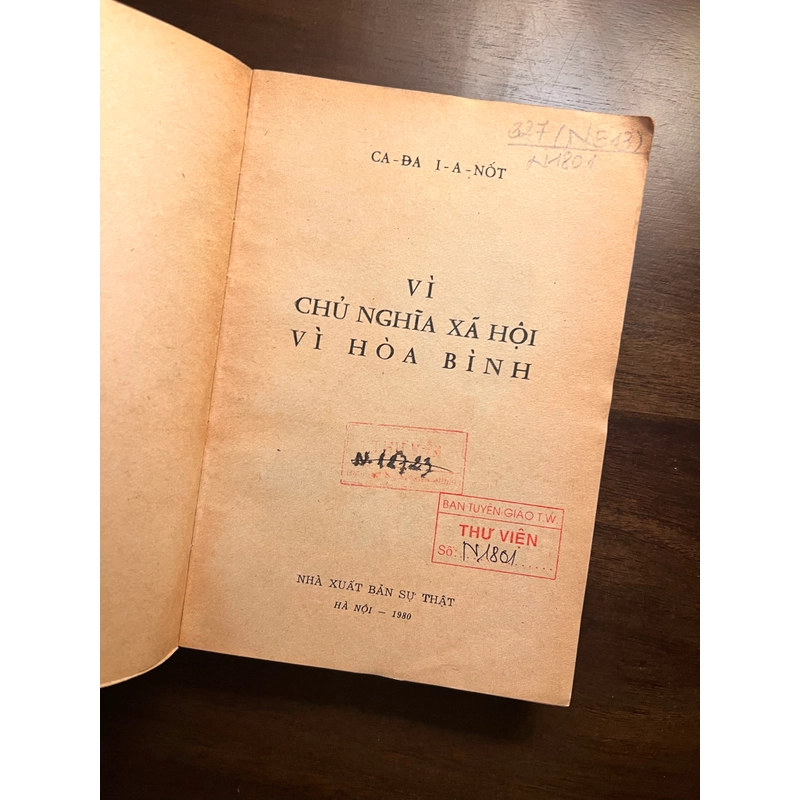 327 (N513)
N1801
CA-ĐA I-A-NỐT
VÌ
CHỦ NGHĨA XÃ HỘI
VÌ HÒA BÌNH
BAN TUYÊN GIÁO T.W
THƯ VIỆN
Số: N1801
NHÀ XUẤT BẢN SỰ THẬT
HÀ NỘI - 1980